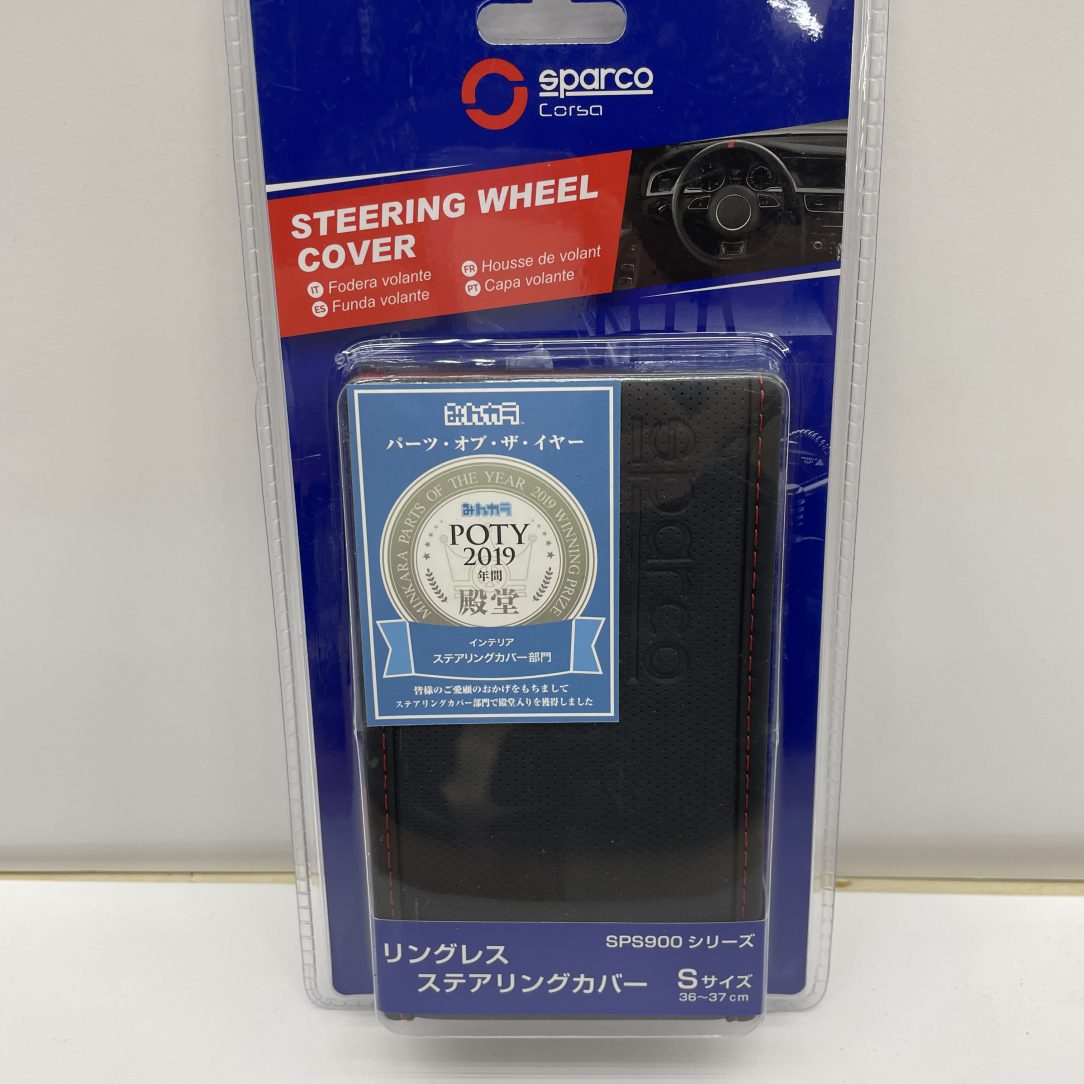 sparco
Corsa
STEERING WHEEL
COVER
IT Fodera volante
FR Housse de volant
ES Funda volante
PT Capa volante
sparco
みんカラ
パーツ・オブ・ザ・イヤー
MINKARA PARTS OF THE YEAR 2019 WINNING PRIZE
みんカラ
POTY
2019
年間
殿堂
インテリア
ステアリングカバー部門
皆様のご愛顧のおかげをもちまして
ステアリングカバー部門で殿堂入りを獲得しました
sparco
SPS900 シリーズ
リングレス
ステアリングカバー
Sサイズ
36～37cm